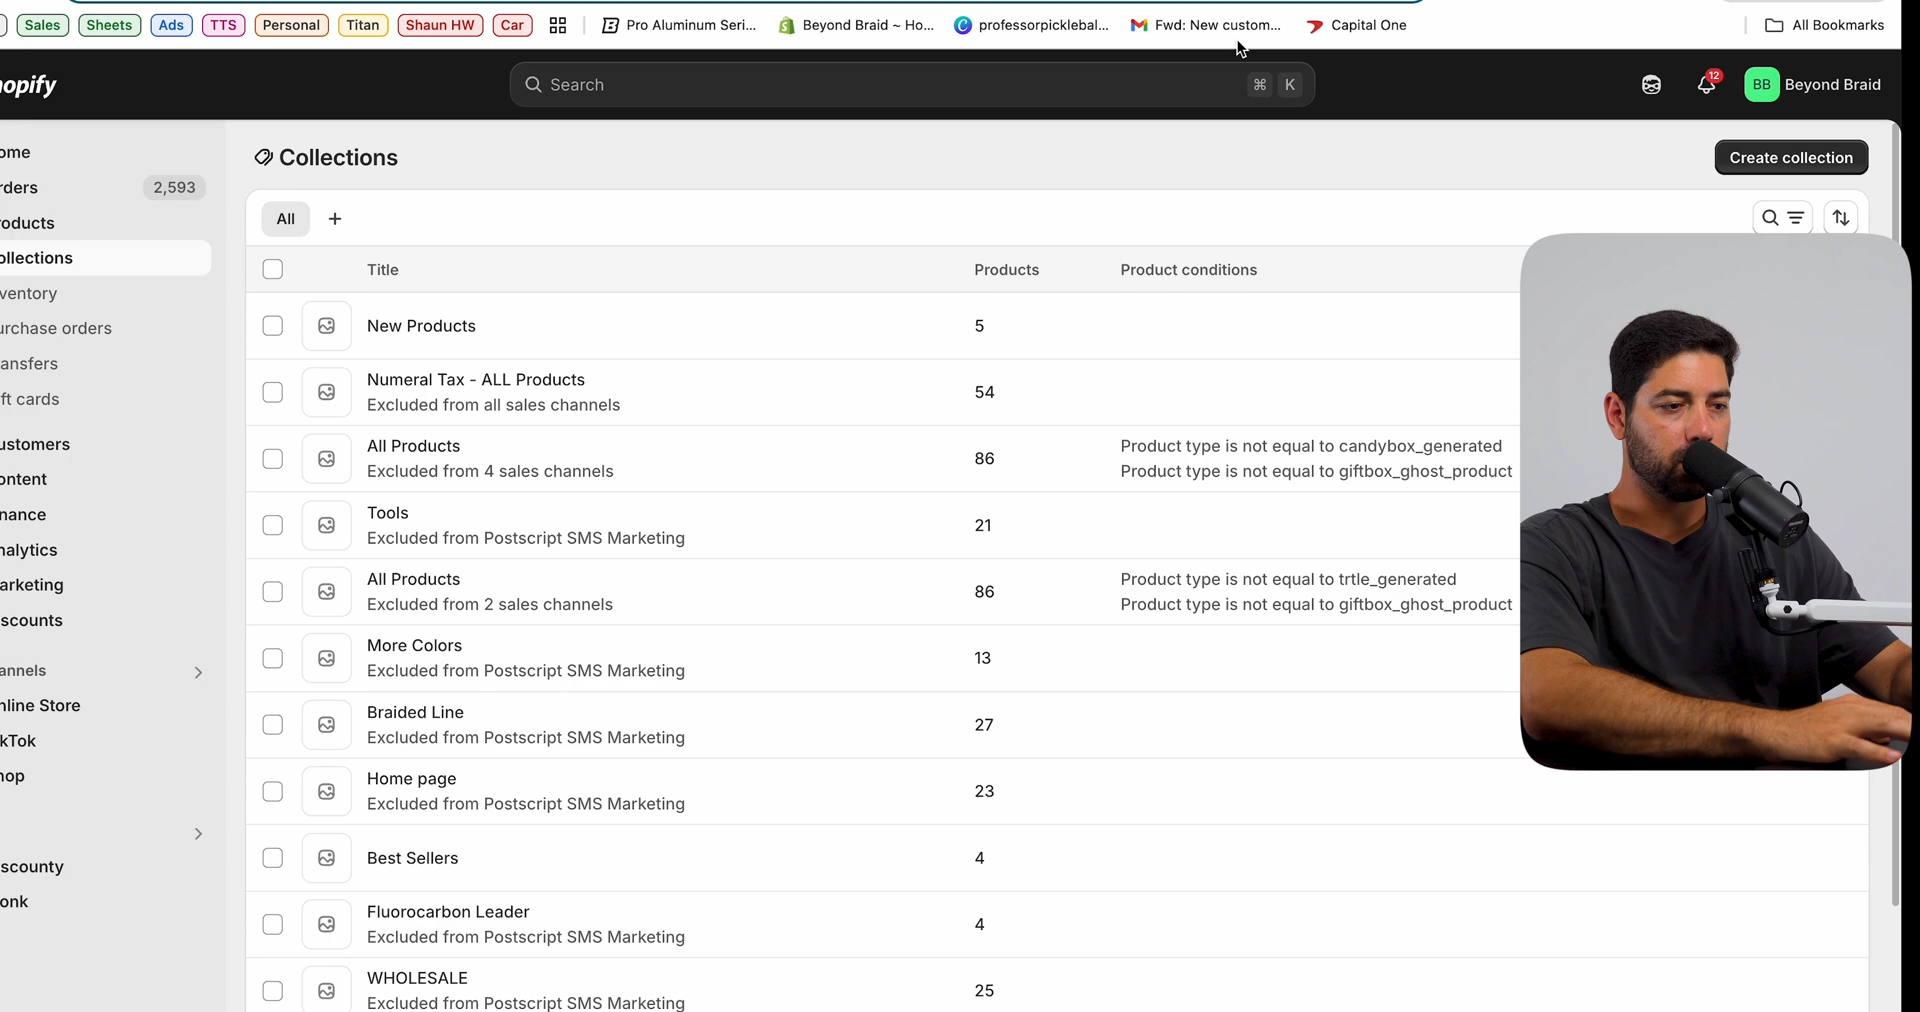 Sales Sheets Ads TTS Personal Titan Shaun HW Car Pro Aluminum Seri... Beyond Braid ~ Ho... professorpicklebal... Fwd: New custom... Capital One All Bookmarks
opify Search ⌘ K 12 BB Beyond Braid
ome
rders 2,593
roducts
ollections
ventory
urchase orders
ansfers
ft cards
ustomers
ontent
nance
nalytics
arketing
scounts
annels
nline Store
kTok
hop
scounty
onk
Collections Create collection
All +
Title Products Product conditions
New Products 5
Numeral Tax - ALL Products
Excluded from all sales channels
54
All Products
Excluded from 4 sales channels
86
Product type is not equal to candybox_generated
Product type is not equal to giftbox_ghost_product
Tools
Excluded from Postscript SMS Marketing
21
All Products
Excluded from 2 sales channels
86
Product type is not equal to trtle_generated
Product type is not equal to giftbox_ghost_product
More Colors
Excluded from Postscript SMS Marketing
13
Braided Line
Excluded from Postscript SMS Marketing
27
Home page
Excluded from Postscript SMS Marketing
23
Best Sellers 4
Fluorocarbon Leader
Excluded from Postscript SMS Marketing
4
WHOLESALE
Excluded from Postscript SMS Marketing
25